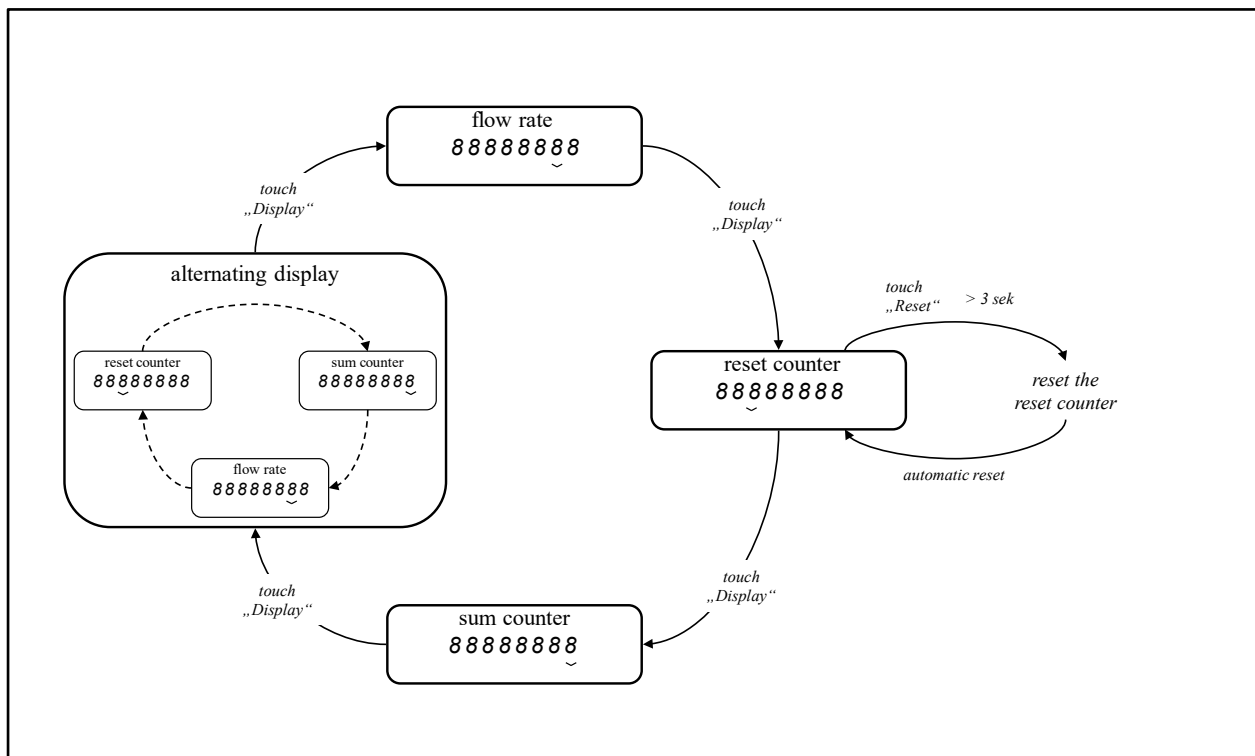 flow rate
88888888
touch
„Display“
touch
„Display“
alternating display
reset counter
88888888
sum counter
88888888
flow rate
88888888
touch
„Reset“ > 3 sek
reset counter
88888888
reset the
reset counter
automatic reset
touch
„Display“
touch
„Display“
sum counter
88888888